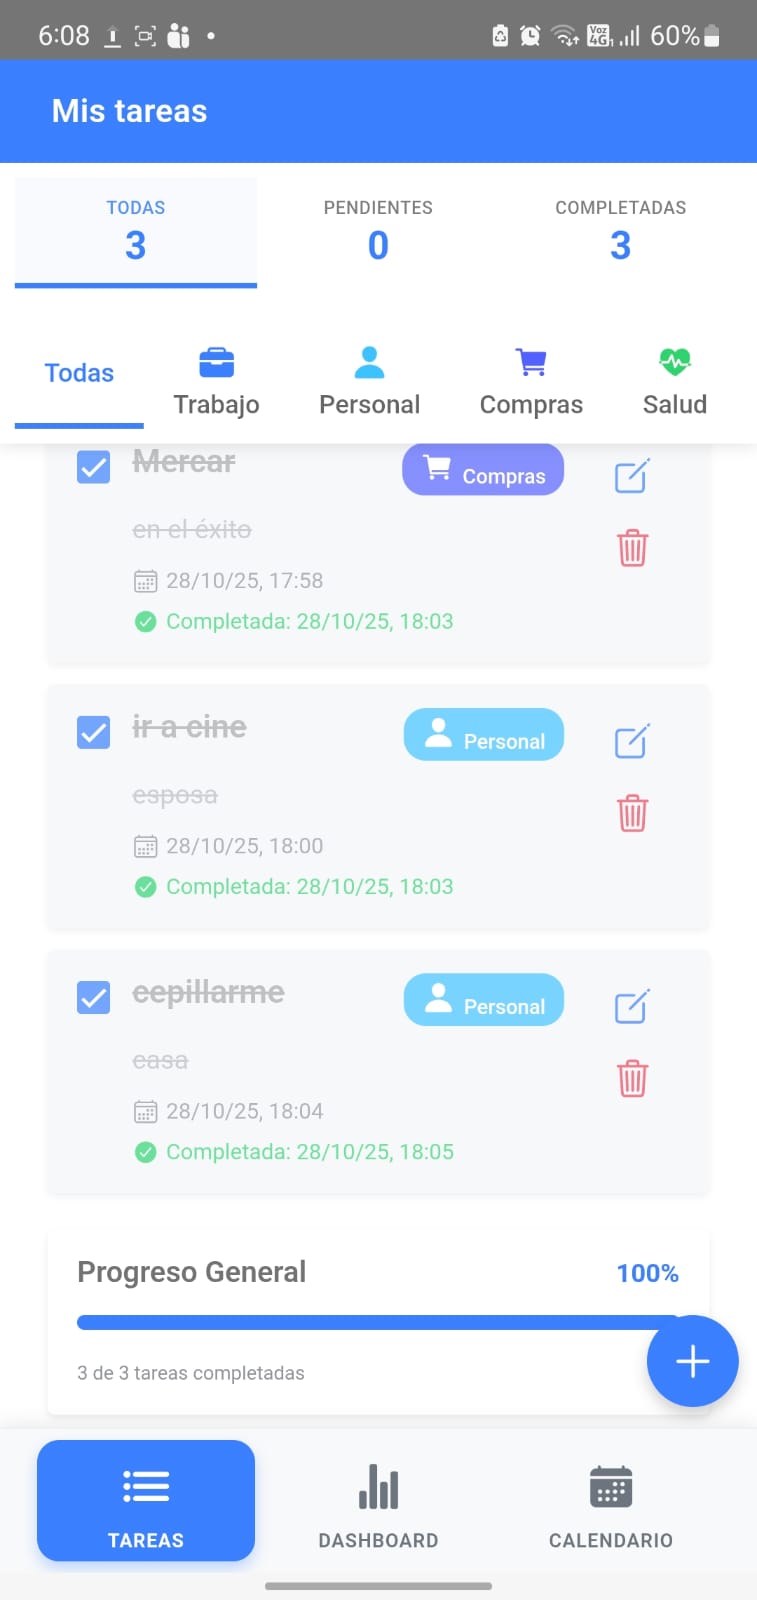 6:08
Voz
4G
60%
Mis tareas
TODAS
3
PENDIENTES
0
COMPLETADAS
3
Todas
Trabajo
Personal
Compras
Salud
Mercar
Compras
en el éxito
28/10/25, 17:58
Completada: 28/10/25, 18:03
ir a cine
Personal
esposa
28/10/25, 18:00
Completada: 28/10/25, 18:03
cepillarme
Personal
casa
28/10/25, 18:04
Completada: 28/10/25, 18:05
Progreso General
100%
3 de 3 tareas completadas
TAREAS
DASHBOARD
CALENDARIO